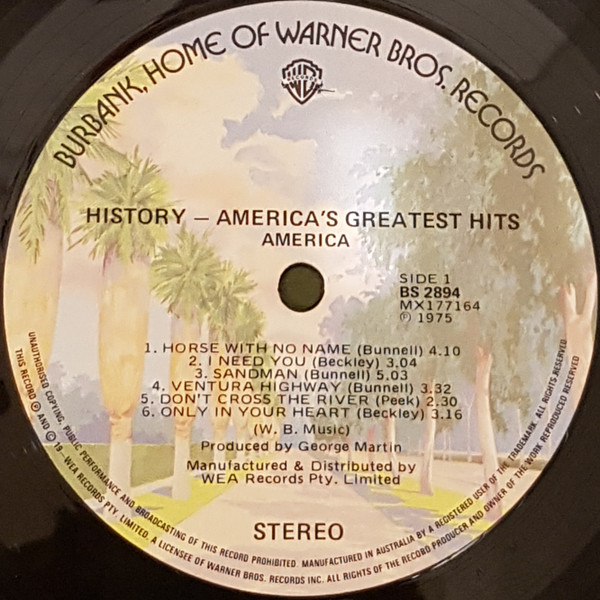 BURBANK, HOME OF WARNER BROS. RECORDS
HISTORY — AMERICA'S GREATEST HITS
AMERICA
SIDE 1
BS 2894
MX177164
℗ 1975
1. HORSE WITH NO NAME (Bunnell) 4.10
2. I NEED YOU (Beckley) 3.04
3. SANDMAN (Bunnell) 5.03
4. VENTURA HIGHWAY (Bunnell) 3.32
5. DON'T CROSS THE RIVER (Peek) 2.30
6. ONLY IN YOUR HEART (Beckley) 3.16
(W. B. Music)
Produced by George Martin
Manufactured & Distributed by
WEA Records Pty. Limited
STEREO
UNAUTHORISED COPYING, PUBLIC PERFORMANCE AND BROADCASTING OF THIS RECORD PROHIBITED. MANUFACTURED IN AUSTRALIA BY A REGISTERED USER OF THE TRADEMARK. ALL RIGHTS RESERVED
THIS RECORD ℗ AND © 19—WEA RECORDS PTY. LIMITED. A LICENSEE OF WARNER BROS. RECORDS INC. ALL RIGHTS OF THE RECORD PRODUCER AND OWNER OF THE WORK REPRODUCED RESERVED